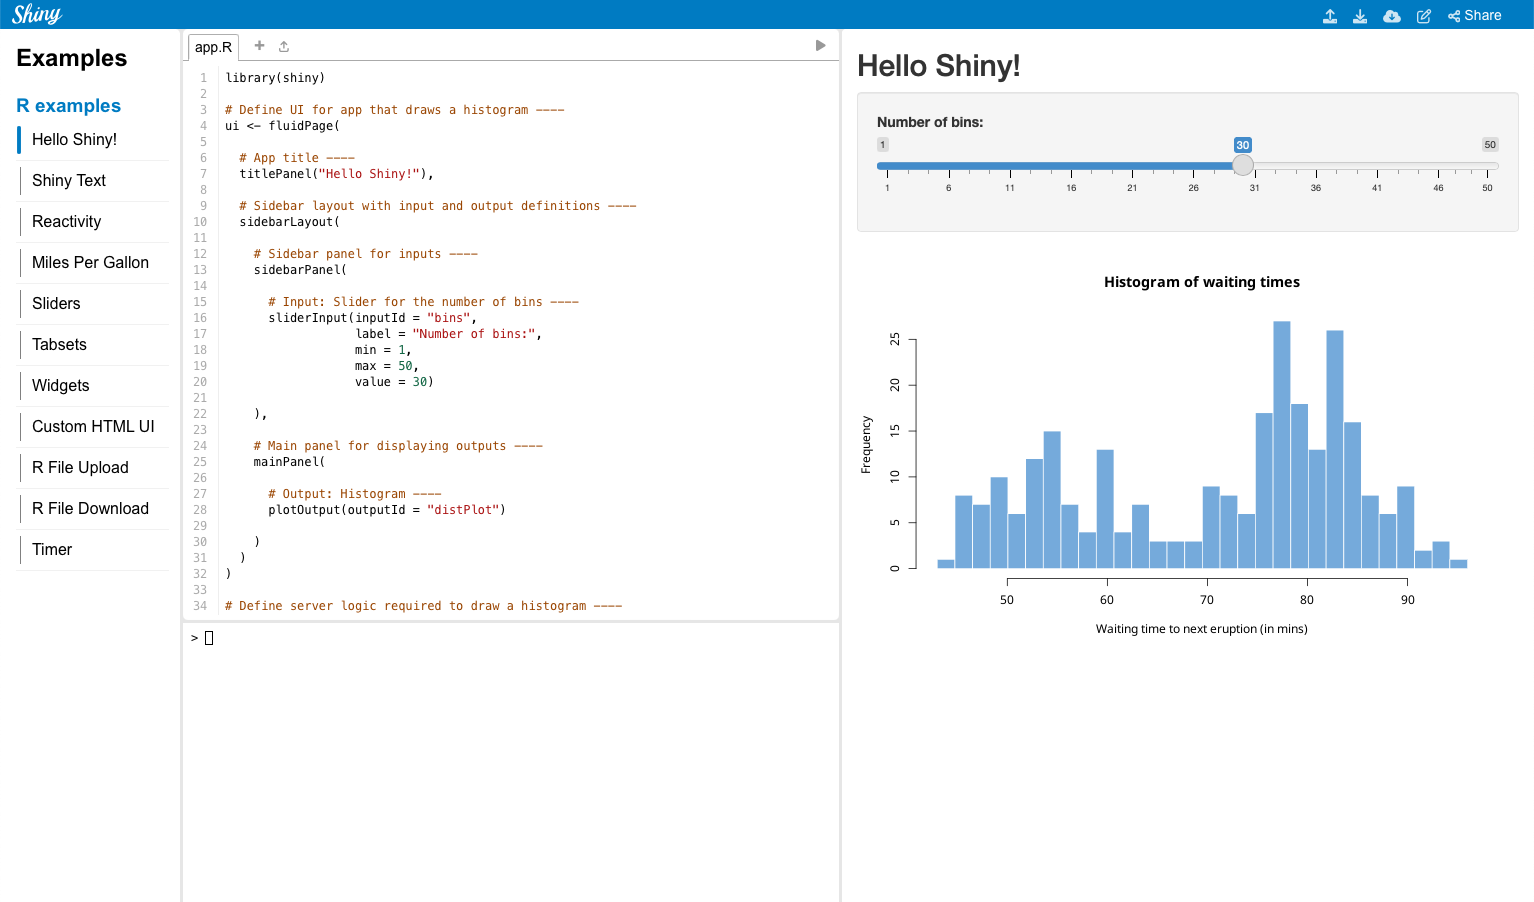 Shiny
Share
Examples
R examples
Hello Shiny!
Shiny Text
Reactivity
Miles Per Gallon
Sliders
Tabsets
Widgets
Custom HTML UI
R File Upload
R File Download
Timer
app.R
1 library(shiny)
2
3 # Define UI for app that draws a histogram ----
4 ui <- fluidPage(
5
6 # App title ----
7 titlePanel("Hello Shiny!"),
8
9 # Sidebar layout with input and output definitions ----
10 sidebarLayout(
11
12 # Sidebar panel for inputs ----
13 sidebarPanel(
14
15 # Input: Slider for the number of bins ----
16 sliderInput(inputId = "bins",
17 label = "Number of bins:",
18 min = 1,
19 max = 50,
20 value = 30)
21
22 ),
23
24 # Main panel for displaying outputs ----
25 mainPanel(
26
27 # Output: Histogram ----
28 plotOutput(outputId = "distPlot")
29
30 )
31 )
32 )
33
34 # Define server logic required to draw a histogram ----
>
Hello Shiny!
Number of bins:
1 30 50
1 6 11 16 21 26 31 36 41 46 50
Histogram of waiting times
Frequency
25
20
15
10
5
0
50 60 70 80 90
Waiting time to next eruption (in mins)